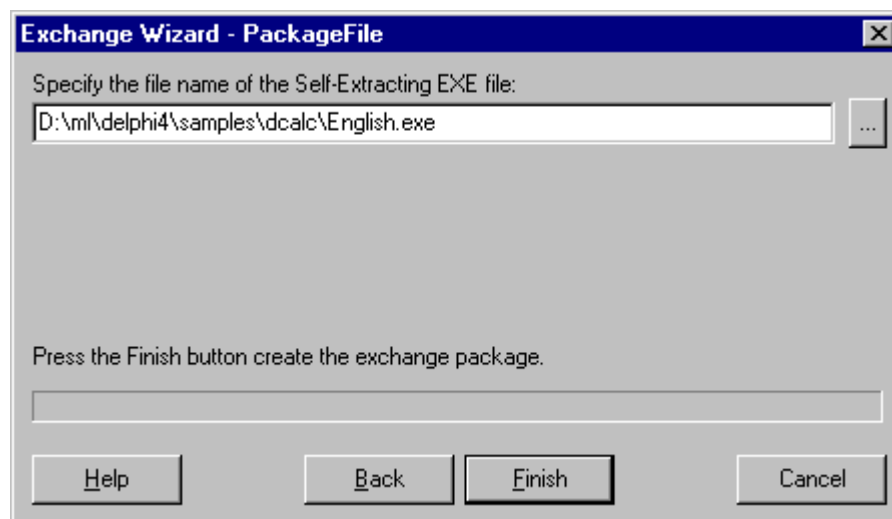 Exchange Wizard - PackageFile
Specify the file name of the Self-Extracting EXE file:
D:\ml\delphi4\samples\dcalc\English.exe
...
Press the Finish button create the exchange package.
Help
Back
Finish
Cancel